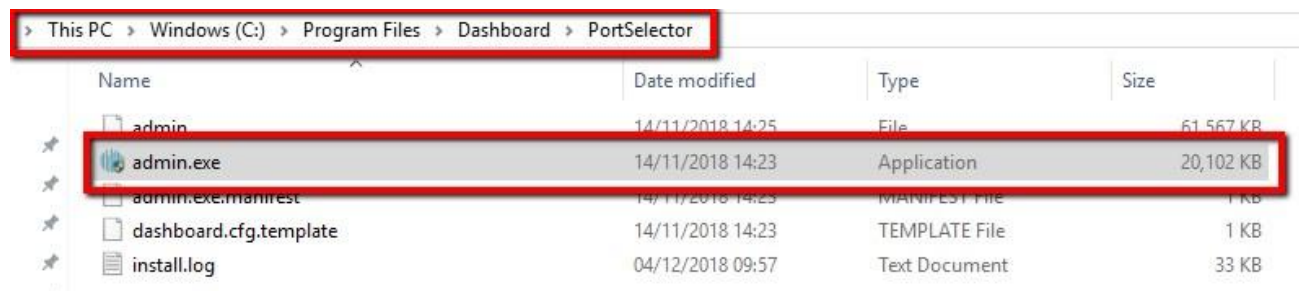 This PC > Windows (C:) > Program Files > Dashboard > PortSelector
Name Date modified Type Size
admin 14/11/2018 14:25 File 61,567 KB
admin.exe 14/11/2018 14:23 Application 20,102 KB
admin.exe.manifest 14/11/2018 14:23 MANIFEST File 1 KB
dashboard.cfg.template 14/11/2018 14:23 TEMPLATE File 1 KB
install.log 04/12/2018 09:57 Text Document 33 KB